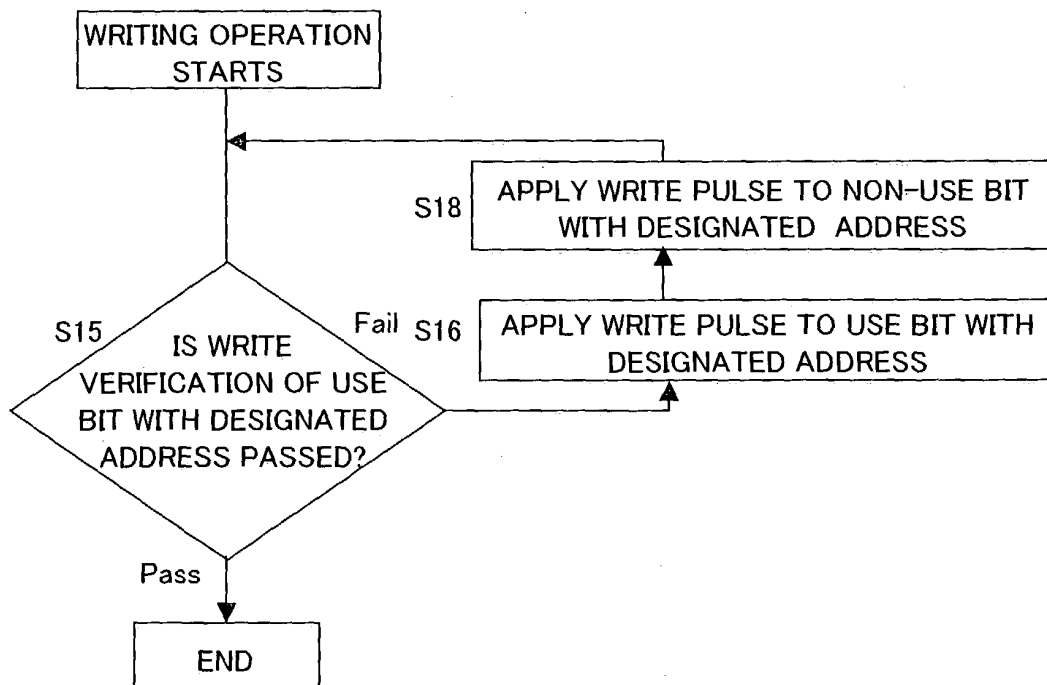 WRITING OPERATION
STARTS
S18
APPLY WRITE PULSE TO NON-USE BIT
WITH DESIGNATED ADDRESS
S15
Fail
S16
APPLY WRITE PULSE TO USE BIT WITH
DESIGNATED ADDRESS
IS WRITE
VERIFICATION OF USE
BIT WITH DESIGNATED
ADDRESS PASSED?
Pass
END